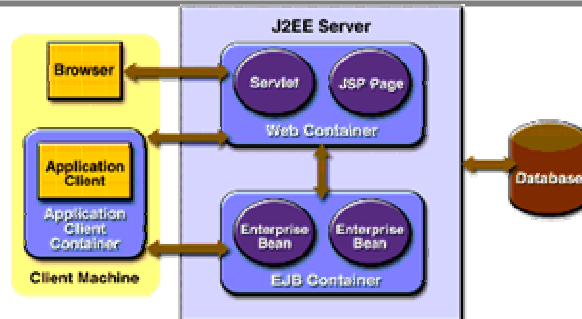 J2EE Server
Browser
Servlet
JSP Page
Web Container
Application
Client
Application
Client
Container
Client Machine
Enterprise
Bean
Enterprise
Bean
EJB Container
Database